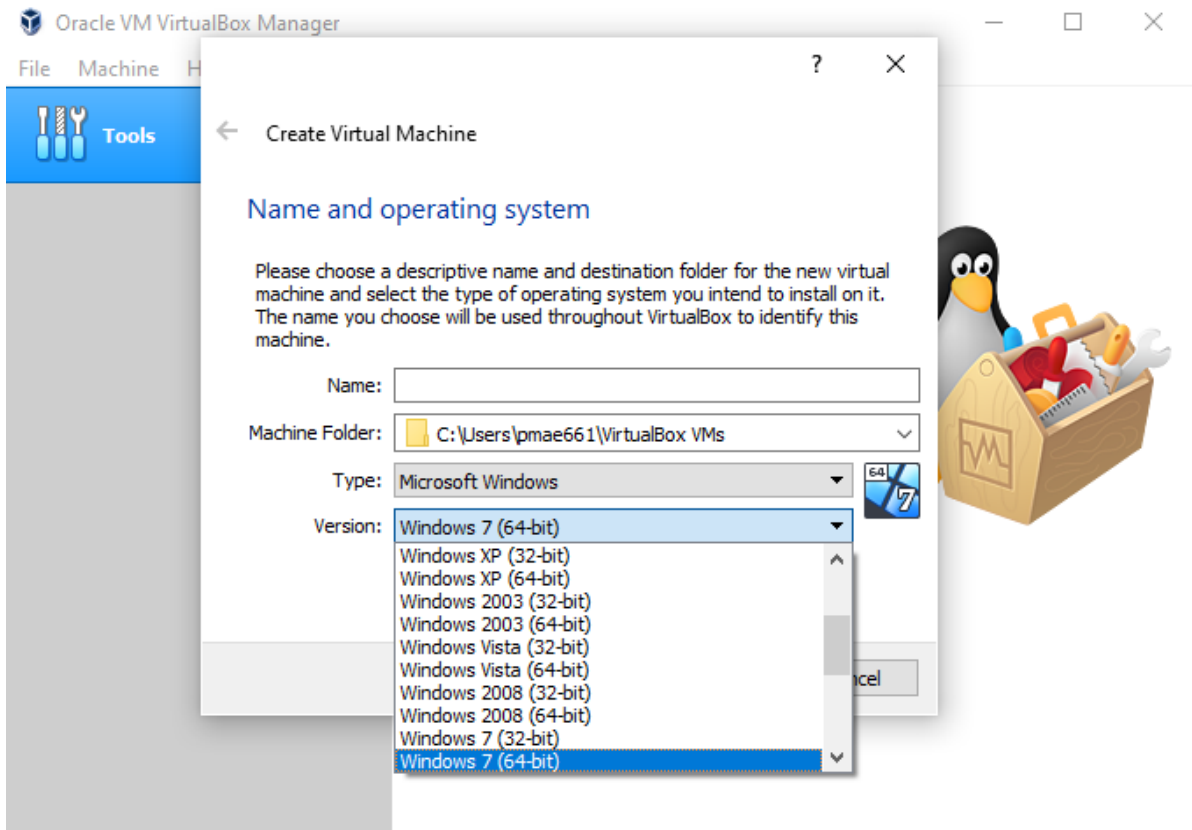 Oracle VM VirtualBox Manager
File Machine H
?
Tools
Create Virtual Machine
Name and operating system
Please choose a descriptive name and destination folder for the new virtual
machine and select the type of operating system you intend to install on it.
The name you choose will be used throughout VirtualBox to identify this
machine.
Name:
Machine Folder: C:\Users\pmae661\VirtualBox VMs
Type: Microsoft Windows
64
7
Version: Windows 7 (64-bit)
Windows XP (32-bit)
Windows XP (64-bit)
Windows 2003 (32-bit)
Windows 2003 (64-bit)
Windows Vista (32-bit)
Windows Vista (64-bit)
Windows 2008 (32-bit)
Windows 2008 (64-bit)
Windows 7 (32-bit)
Windows 7 (64-bit)
ncel